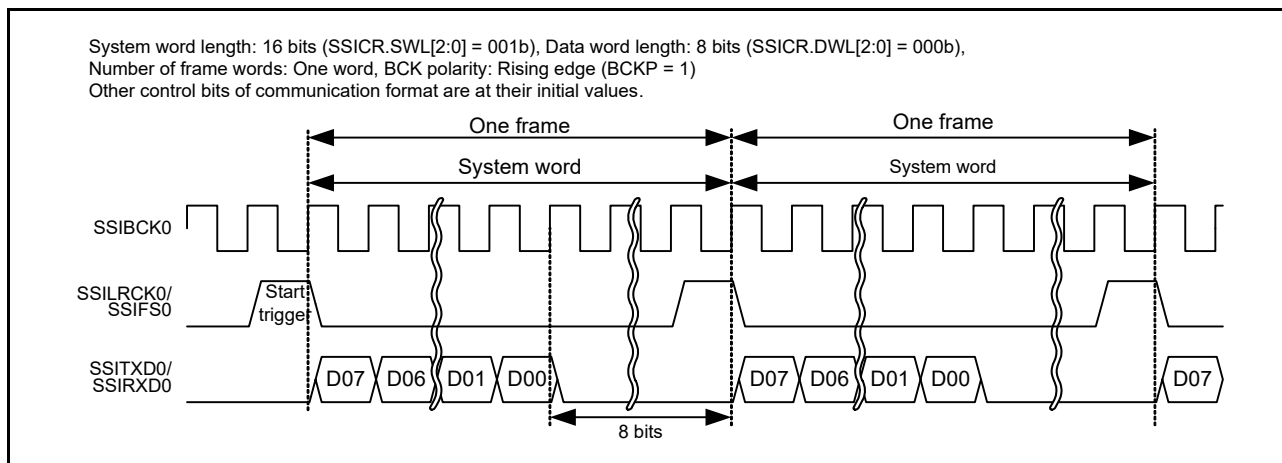 System word length: 16 bits (SSICR.SWL[2:0] = 001b), Data word length: 8 bits (SSICR.DWL[2:0] = 000b),
Number of frame words: One word, BCK polarity: Rising edge (BCKP = 1)
Other control bits of communication format are at their initial values.
One frame
One frame
System word
System word
SSIBCK0
SSILRCK0/
SSIFS0
Start
trigger
SSITXD0/
SSIRXD0
D07
D06
D01
D00
D07
D06
D01
D00
D07
8 bits